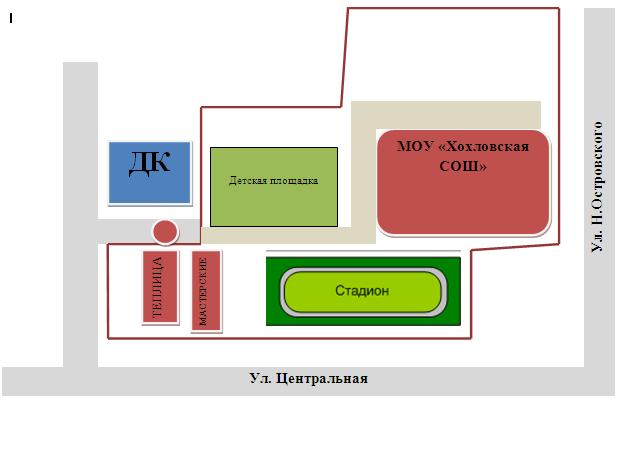 ДК
МОУ «Хохловская
СОШ»
Детская площадка
Ул. Н.Островского
ТЕПЛИЦА
МАСТЕРСКИЕ
Стадион
Ул. Центральная